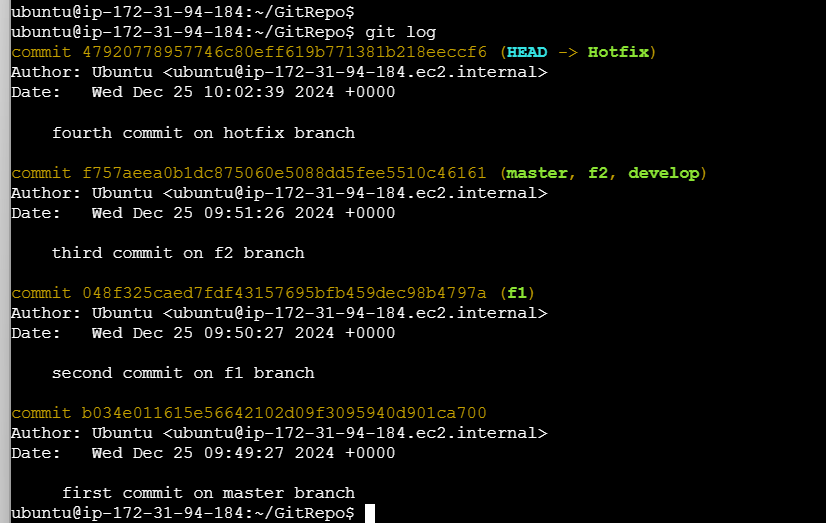 ubuntu@ip-172-31-94-184:~/GitRepo$
ubuntu@ip-172-31-94-184:~/GitRepo$ git log
commit 47920778957746c80eff619b771381b218eeccf6 (HEAD -> Hotfix)
Author: Ubuntu <ubuntu@ip-172-31-94-184.ec2.internal>
Date:   Wed Dec 25 10:02:39 2024 +0000

    fourth commit on hotfix branch

commit f757aeea0b1dc875060e5088dd5fee5510c46161 (master, f2, develop)
Author: Ubuntu <ubuntu@ip-172-31-94-184.ec2.internal>
Date:   Wed Dec 25 09:51:26 2024 +0000

    third commit on f2 branch

commit 048f325caed7fdf43157695bfb459dec98b4797a (f1)
Author: Ubuntu <ubuntu@ip-172-31-94-184.ec2.internal>
Date:   Wed Dec 25 09:50:27 2024 +0000

    second commit on f1 branch

commit b034e011615e56642102d09f3095940d901ca700
Author: Ubuntu <ubuntu@ip-172-31-94-184.ec2.internal>
Date:   Wed Dec 25 09:49:27 2024 +0000

     first commit on master branch
ubuntu@ip-172-31-94-184:~/GitRepo$